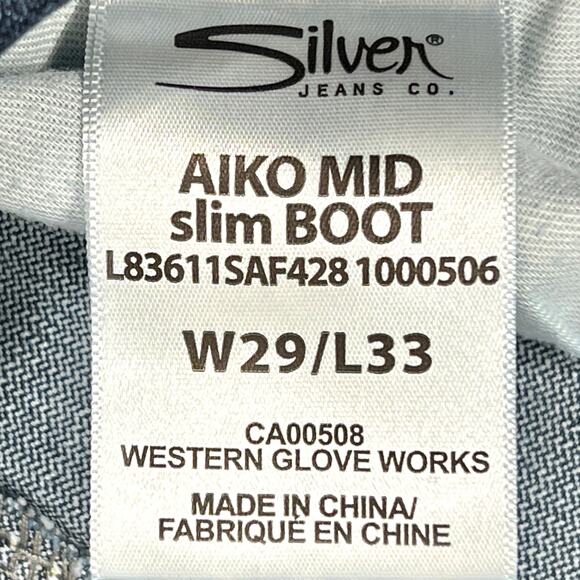 Silver®
JEANS CO.
AIKO MID
slim BOOT
L83611SAF428 1000506
W29/L33
CA00508
WESTERN GLOVE WORKS
MADE IN CHINA/
FABRIQUÉ EN CHINE